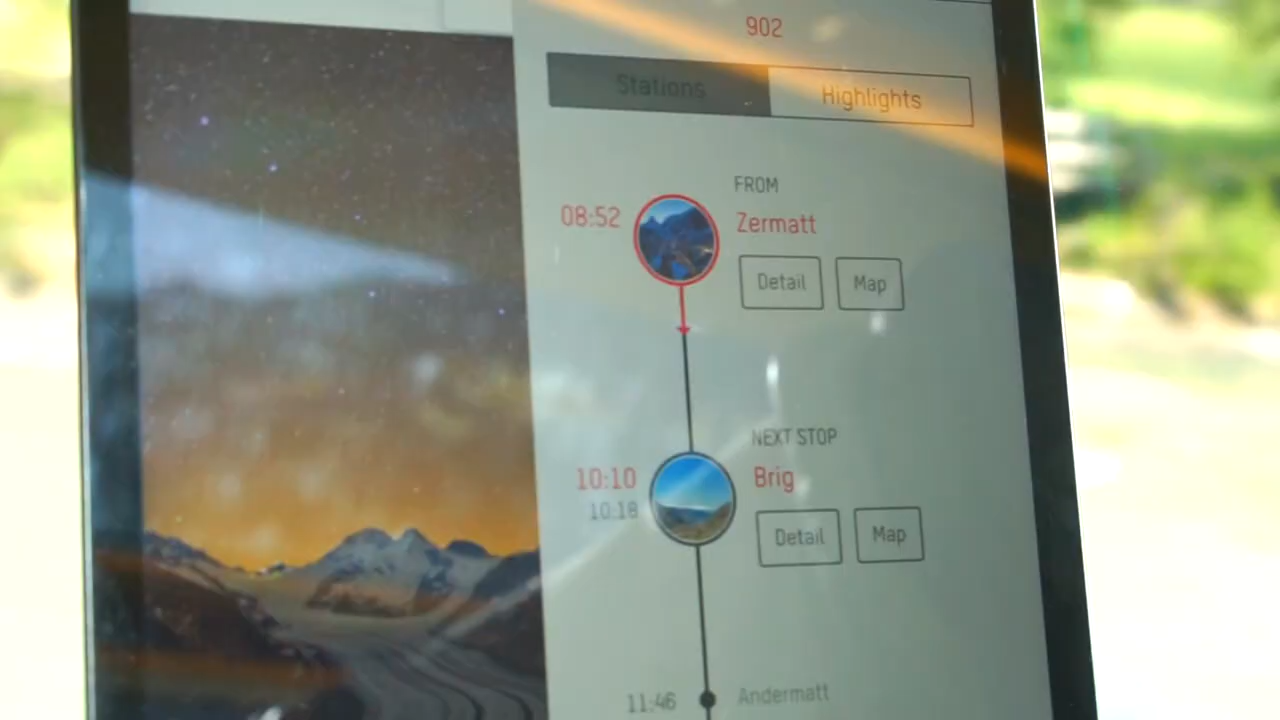 902
Stations Highlights
FROM
08:52 Zermatt
Detail Map
NEXT STOP
10:10 Brig
10:18
Detail Map
11:46 Andermatt